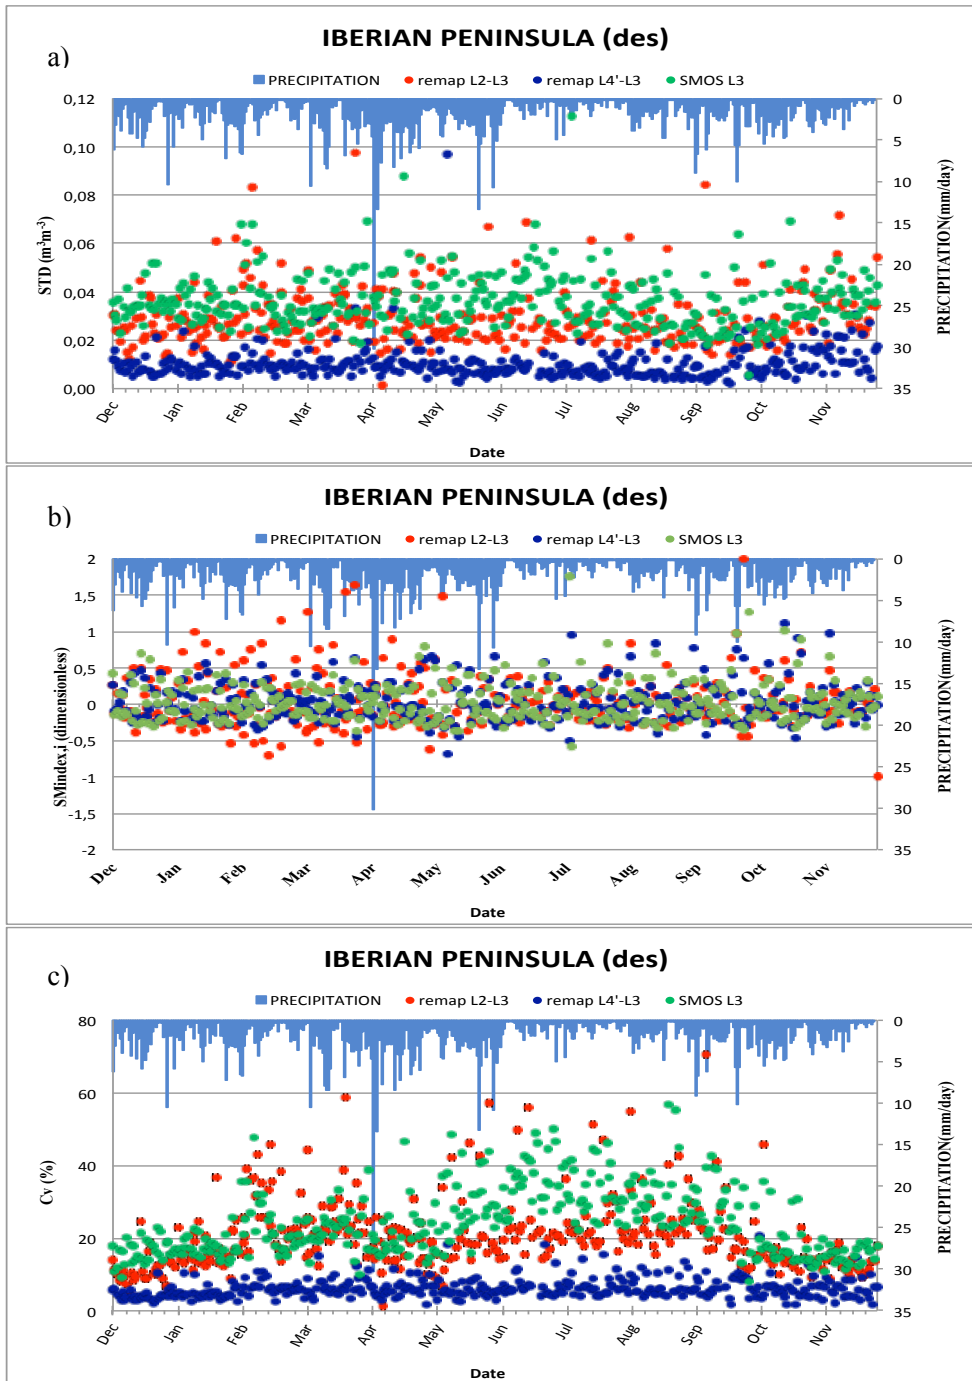 a)
IBERIAN PENINSULA (des)
PRECIPITATION remap L2-L3 remap L4'-L3 SMOS L3
0,12 0,10 0,08 0,06 0,04 0,02 0,00
STD (m³m⁻³)
0 5 10 15 20 25 30 35
PRECIPITATION(mm/day)
Dec Jan Feb Mar Apr May Jun Jul Aug Sep Oct Nov
Date
b)
IBERIAN PENINSULA (des)
PRECIPITATION remap L2-L3 remap L4'-L3 SMOS L3
2 1,5 1 0,5 0 -0,5 -1 -1,5 -2
SMindex,i (dimensionless)
0 5 10 15 20 25 30 35
PRECIPITATION(mm/day)
Dec Jan Feb Mar Apr May Jun Jul Aug Sep Oct Nov
Date
c)
IBERIAN PENINSULA (des)
PRECIPITATION remap L2-L3 remap L4'-L3 SMOS L3
80 60 40 20 0
Cv (%)
0 5 10 15 20 25 30 35
PRECIPITATION(mm/day)
Dec Jan Feb Mar Apr May Jun Jul Aug Sep Oct Nov
Date